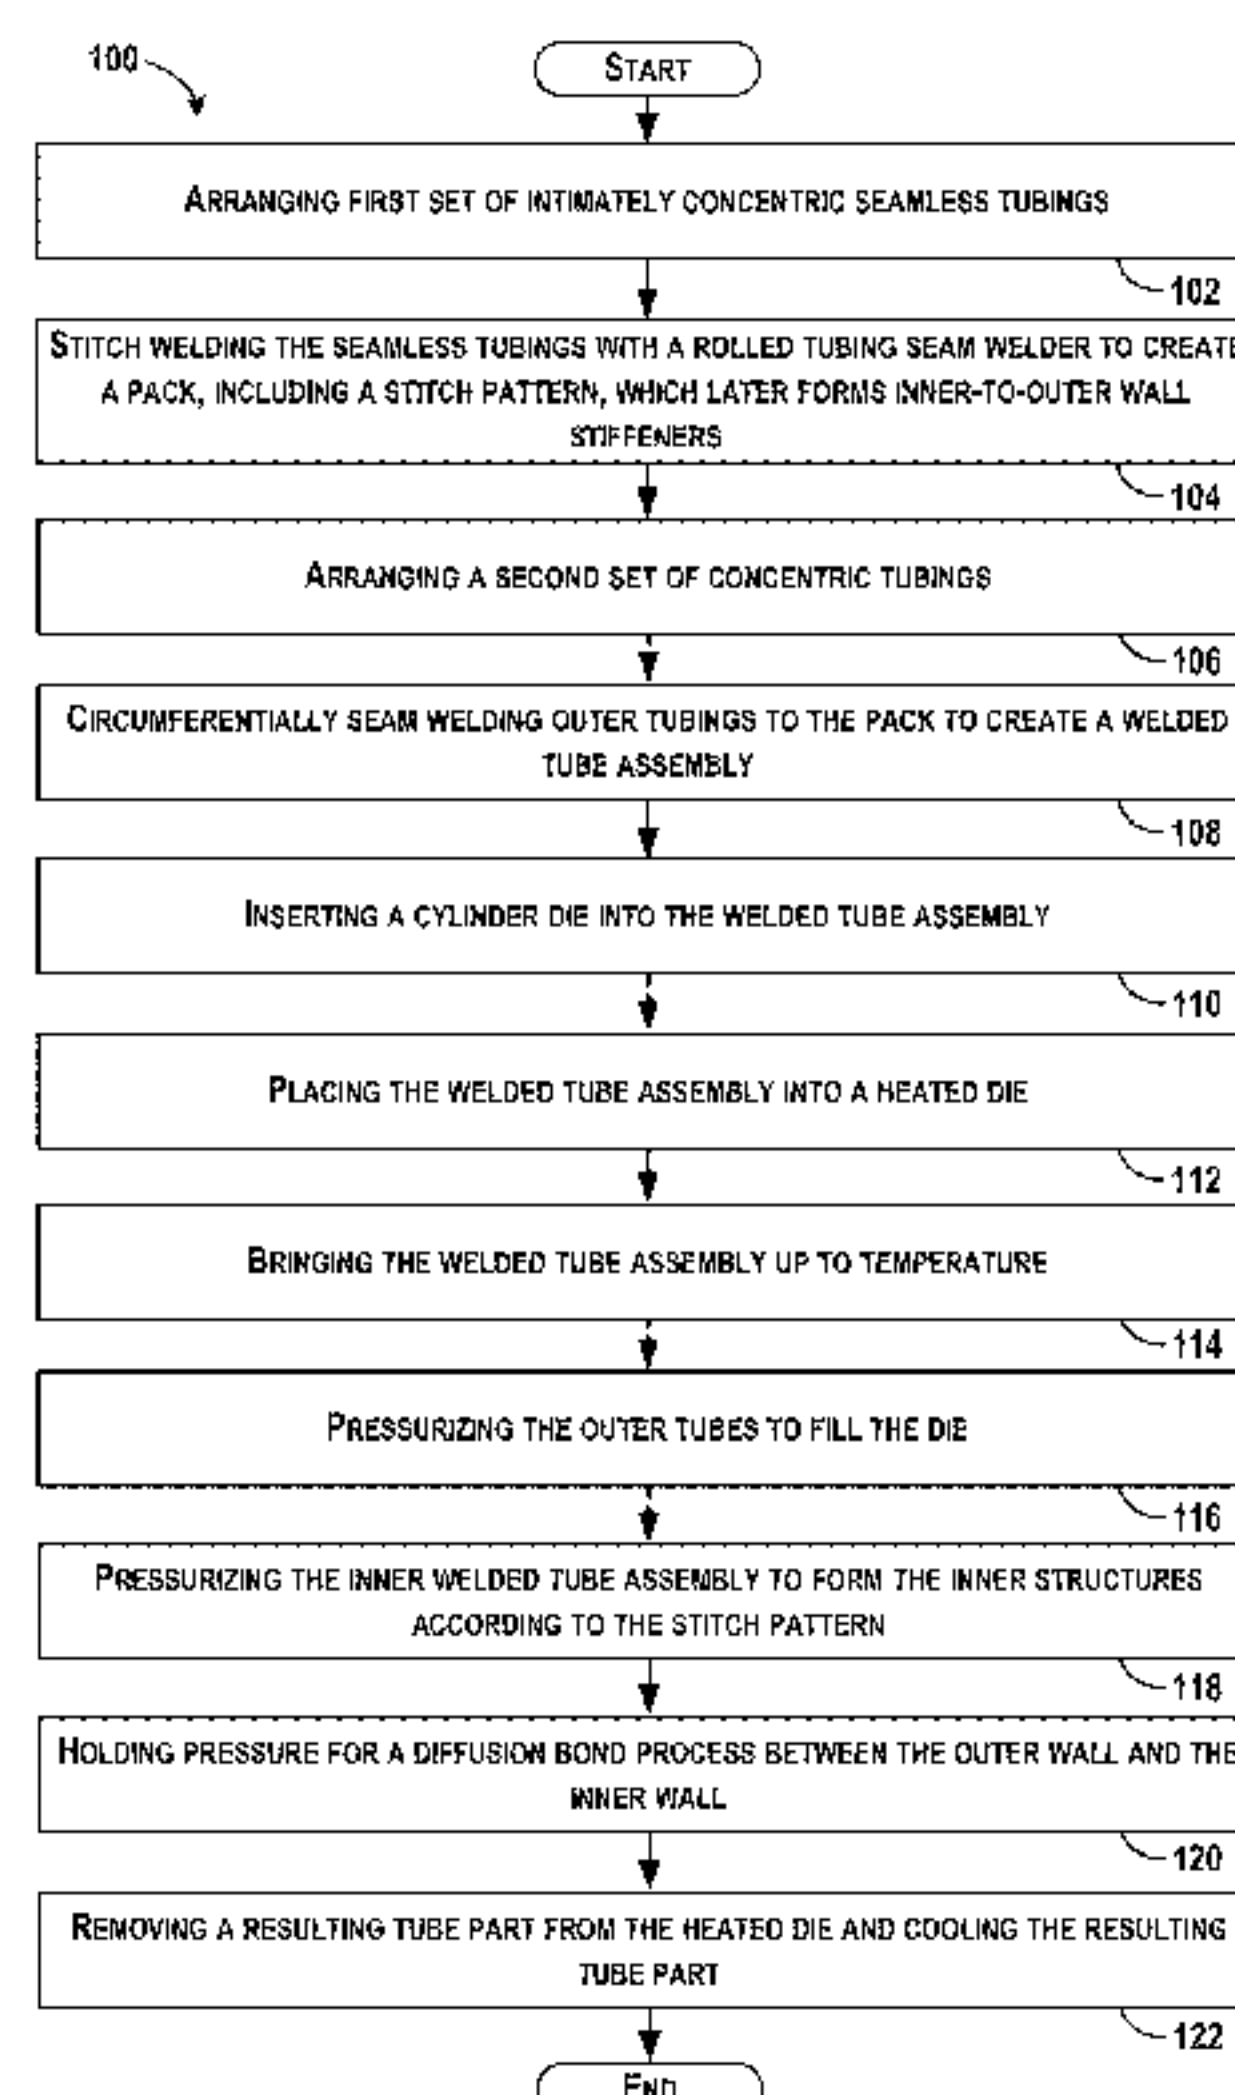 100
START
ARRANGING FIRST SET OF INTIMATELY CONCENTRIC SEAMLESS TUBINGS
102
STITCH WELDING THE SEAMLESS TUBINGS WITH A ROLLED TUBING SEAM WELDER TO CREATE
A PACK, INCLUDING A STITCH PATTERN, WHICH LATER FORMS INNER-TO-OUTER WALL
STIFFENERS
104
ARRANGING A SECOND SET OF CONCENTRIC TUBINGS
106
CIRCUMFERENTIALLY SEAM WELDING OUTER TUBINGS TO THE PACK TO CREATE A WELDED
TUBE ASSEMBLY
108
INSERTING A CYLINDER DIE INTO THE WELDED TUBE ASSEMBLY
110
PLACING THE WELDED TUBE ASSEMBLY INTO A HEATED DIE
112
BRINGING THE WELDED TUBE ASSEMBLY UP TO TEMPERATURE
114
PRESSURIZING THE OUTER TUBES TO FILL THE DIE
116
PRESSURIZING THE INNER WELDED TUBE ASSEMBLY TO FORM THE INNER STRUCTURES
ACCORDING TO THE STITCH PATTERN
118
HOLDING PRESSURE FOR A DIFFUSION BOND PROCESS BETWEEN THE OUTER WALL AND THE
INNER WALL
120
REMOVING A RESULTING TUBE PART FROM THE HEATED DIE AND COOLING THE RESULTING
TUBE PART
122
END